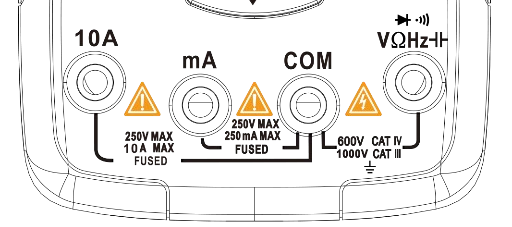 10A
mA
COM
VΩHz
250V MAX
10A MAX
FUSED
250V MAX
250mA MAX
FUSED
600V CAT IV
1000V CAT III